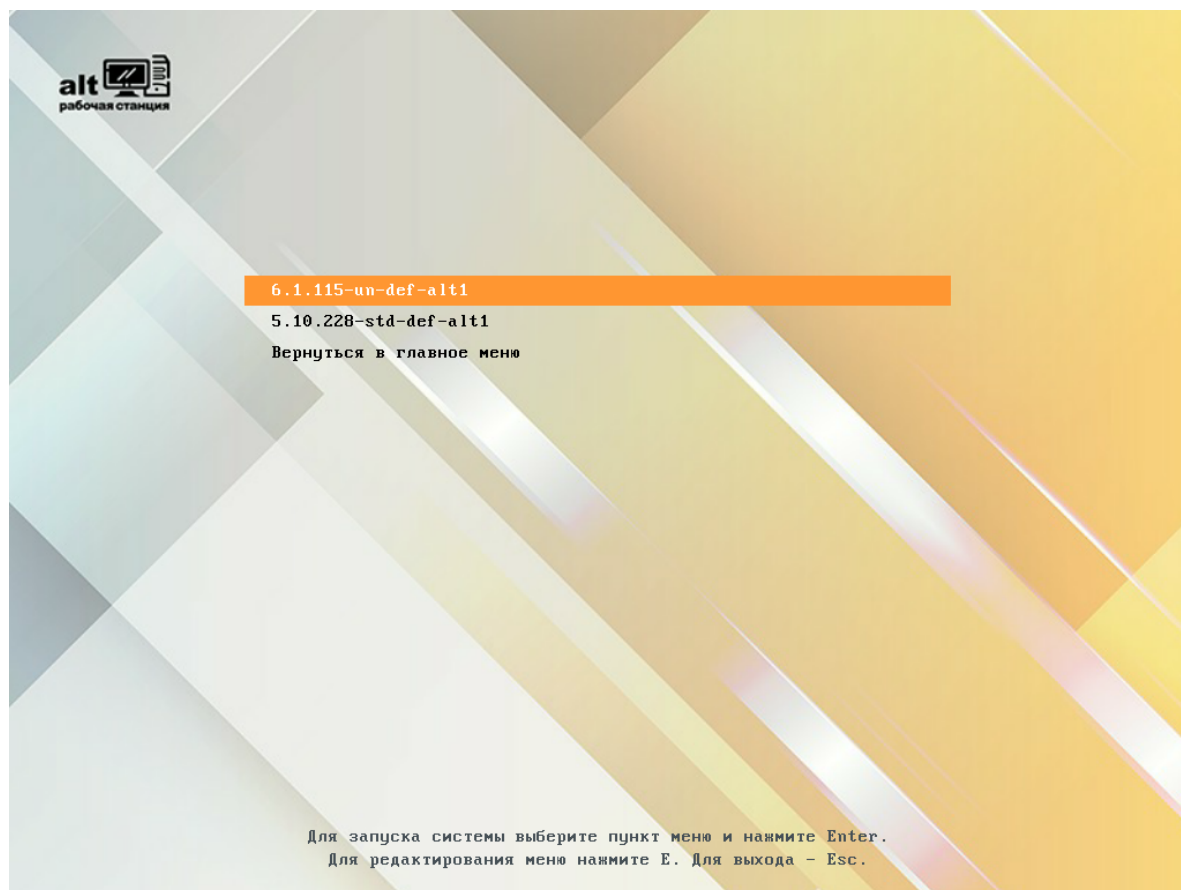 alt
рабочая станция
6.1.115-un-def-alt1
5.10.228-std-def-alt1
Вернуться в главное меню
Для запуска системы выберите пункт меню и нажмите Enter.
Для редактирования меню нажмите E. Для выхода - Esc.